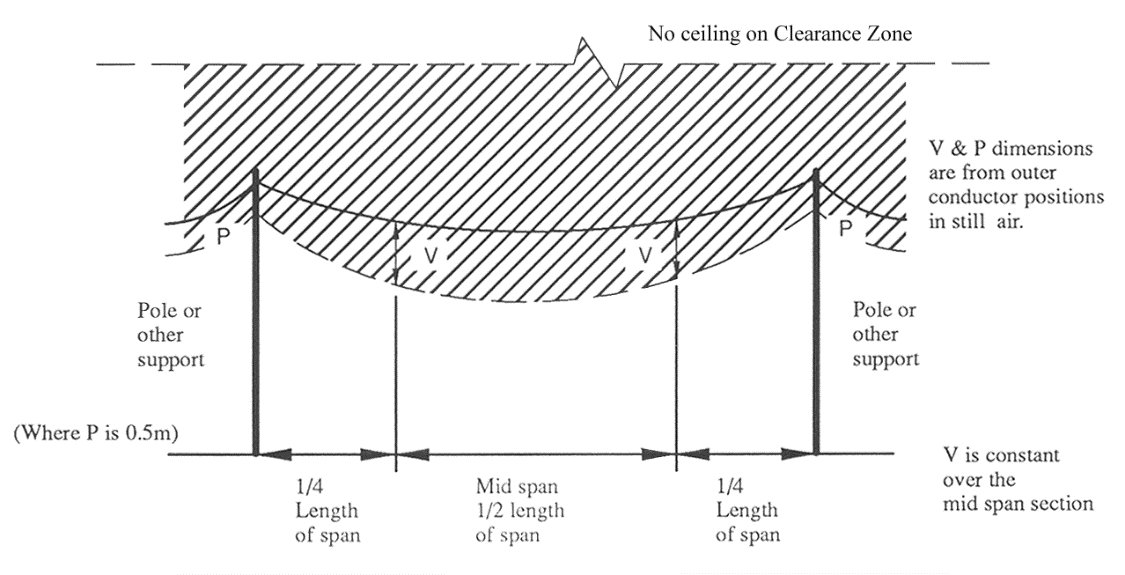 No ceiling on Clearance Zone
V & P dimensions
are from outer
conductor positions
in still air.
P
V
V
P
Pole or
other
support
Pole or
other
support
(Where P is 0.5m)
1/4
Length
of span
Mid span
1/2 length
of span
1/4
Length
of span
V is constant
over the
mid span section